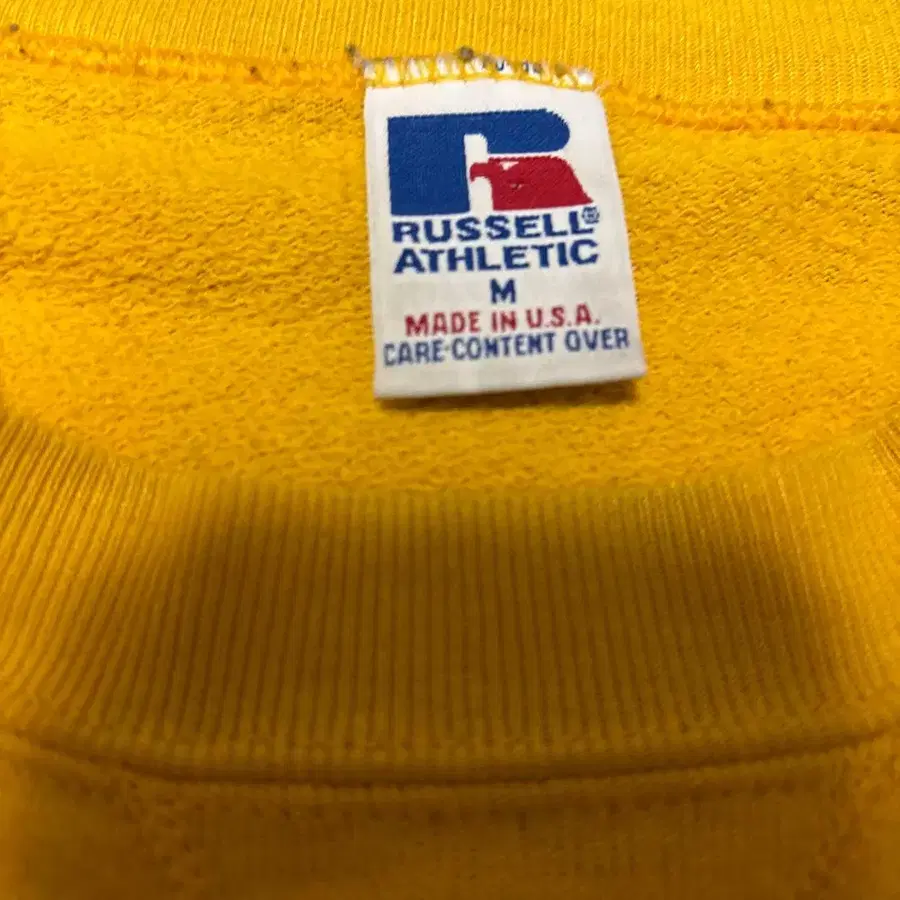 RUSSELL®
ATHLETIC
M
MADE IN U.S.A.
CARE-CONTENT OVER